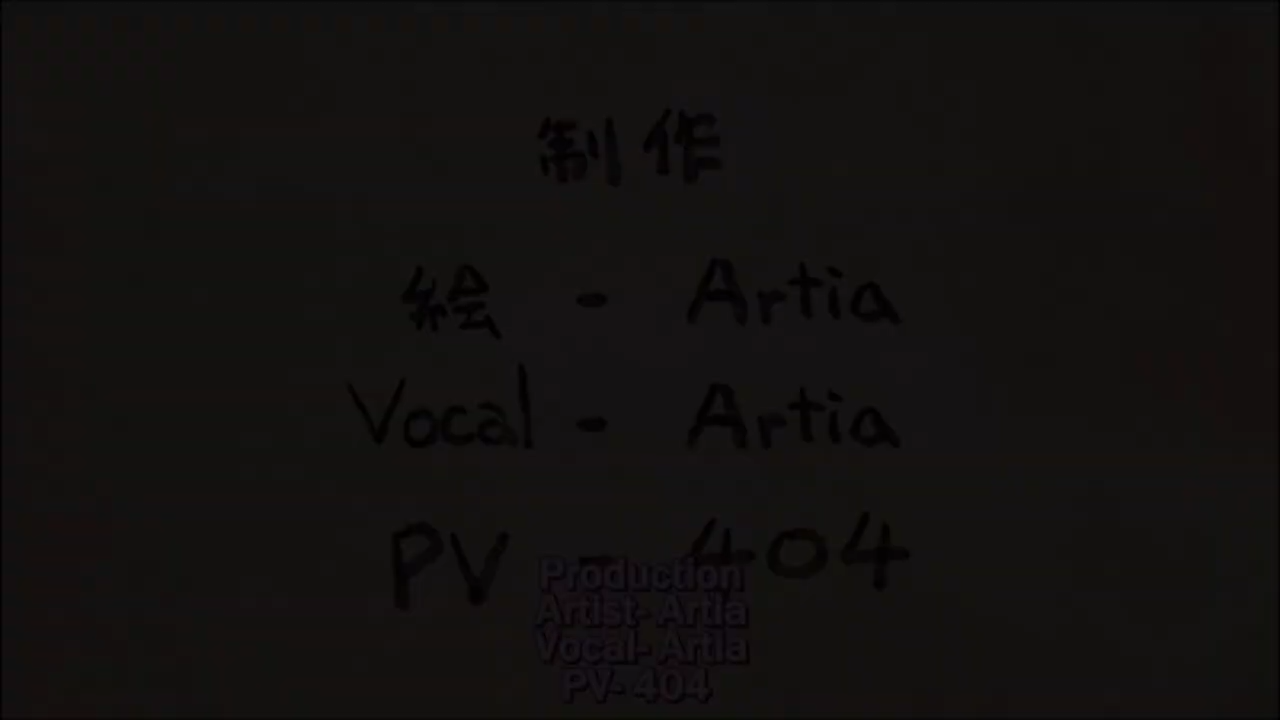 制作
絵 - Artia
Vocal - Artia
PV - 404
Production
Artist- Artia
Vocal- Artia
PV- 404